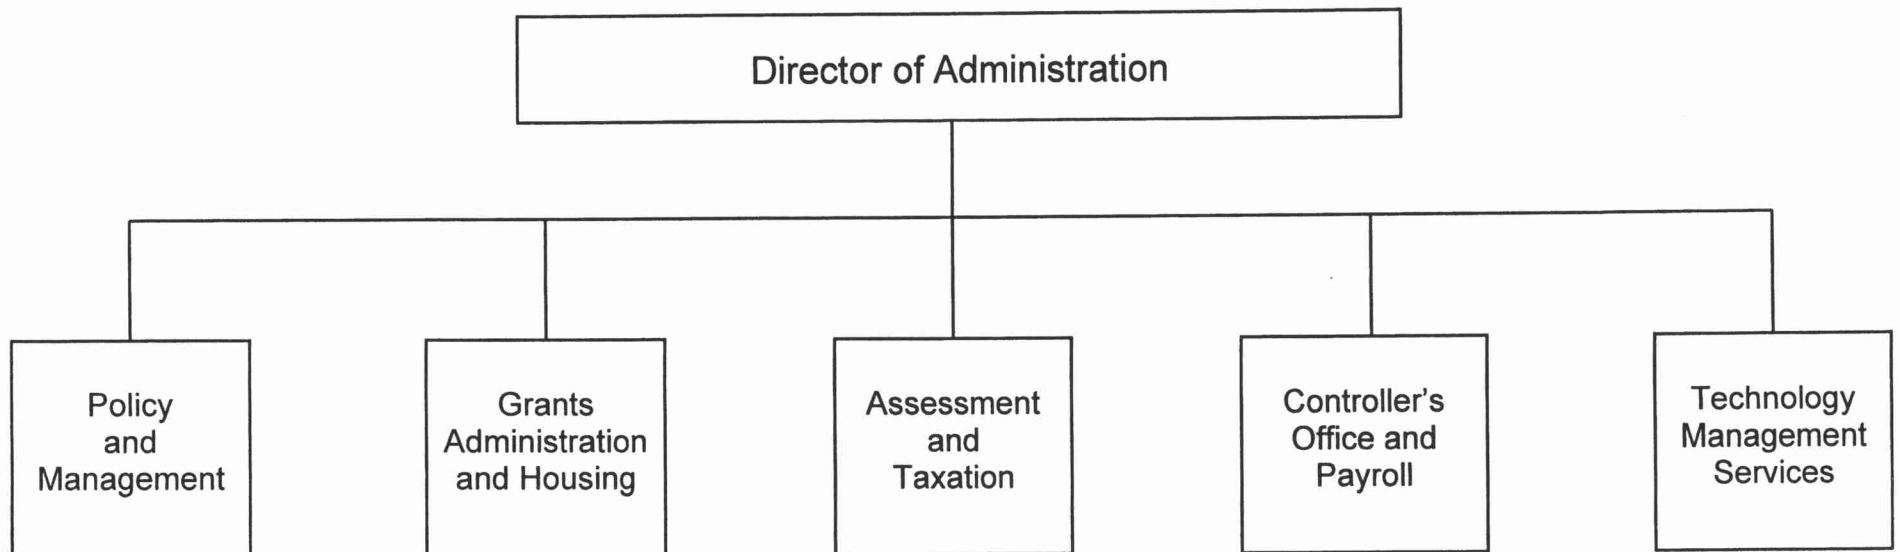 Director of Administration
Policy
and
Management
Grants
Administration
and Housing
Assessment
and
Taxation
Controller's
Office and
Payroll
Technology
Management
Services